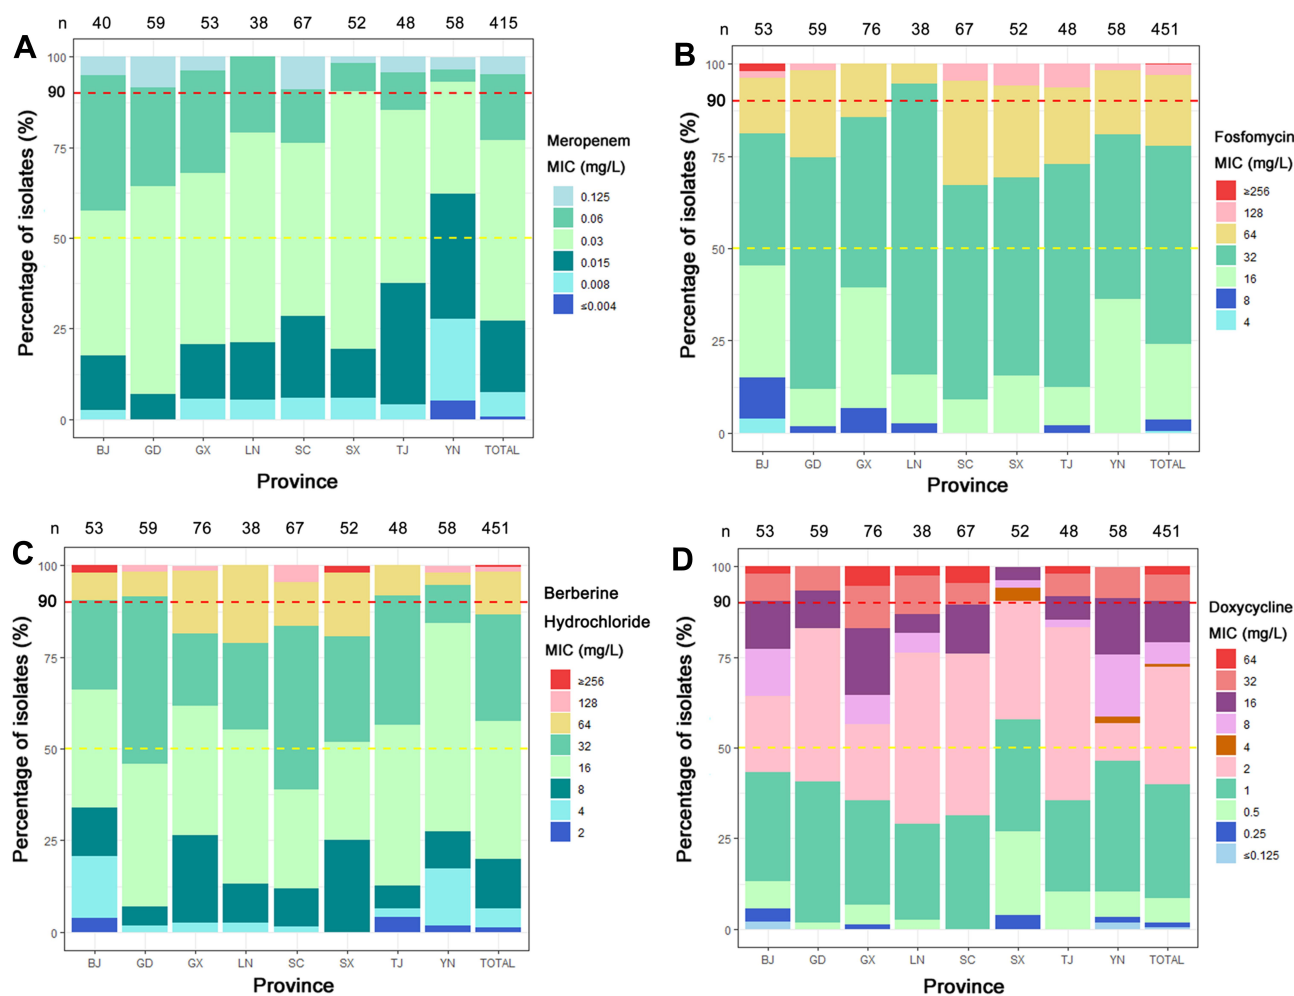 A
n 40 59 53 38 67 52 48 58 415
100
90
75
50
25
0
Percentage of isolates (%)
BJ GD GX LN SC SX TJ YN TOTAL
Province
Meropenem
MIC (mg/L)
0.125
0.06
0.03
0.015
0.008
≤0.004
B
n 53 59 76 38 67 52 48 58 451
100
90
75
50
25
0
Percentage of isolates (%)
BJ GD GX LN SC SX TJ YN TOTAL
Province
Fosfomycin
MIC (mg/L)
≥256
128
64
32
16
8
4
C
n 53 59 76 38 67 52 48 58 451
100
90
75
50
25
0
Percentage of isolates (%)
BJ GD GX LN SC SX TJ YN TOTAL
Province
Berberine
Hydrochloride
MIC (mg/L)
≥256
128
64
32
16
8
4
2
D
n 53 59 76 38 67 52 48 58 451
100
90
75
50
25
0
Percentage of isolates (%)
BJ GD GX LN SC SX TJ YN TOTAL
Province
Doxycycline
MIC (mg/L)
64
32
16
8
4
2
1
0.5
0.25
≤0.125